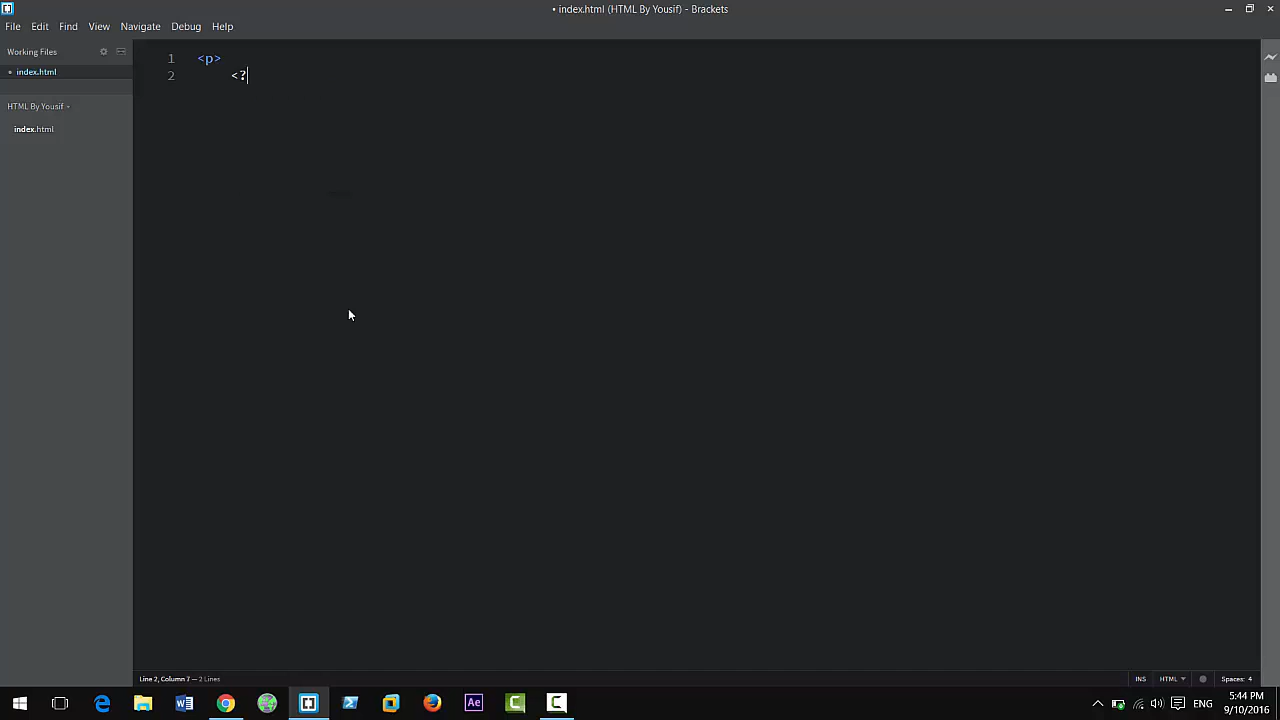 • index.html (HTML By Yousif) - Brackets
File Edit Find View Navigate Debug Help
Working Files
• index.html
HTML By Yousif
index.html
1 <p>
2 <?
Line 2, Column 7 — 2 Lines
INS HTML Spaces: 4
Ae
ENG
5:44 PM
9/10/2016